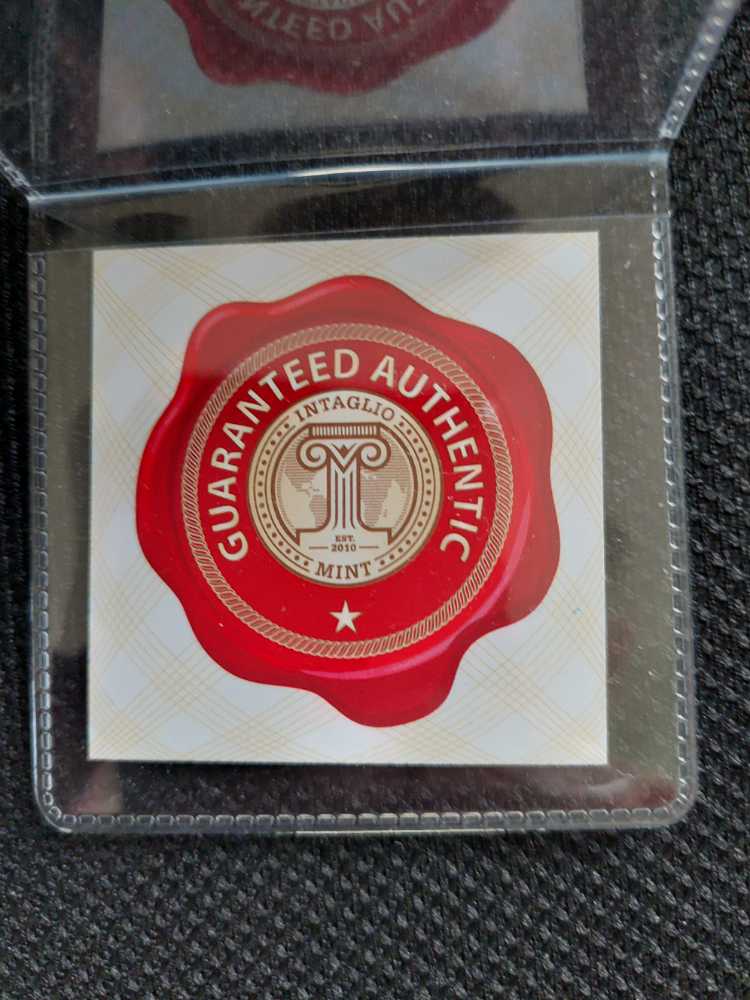 GUARANTEED AUTHENTIC
INTAGLIO
EST.
2010
MINT